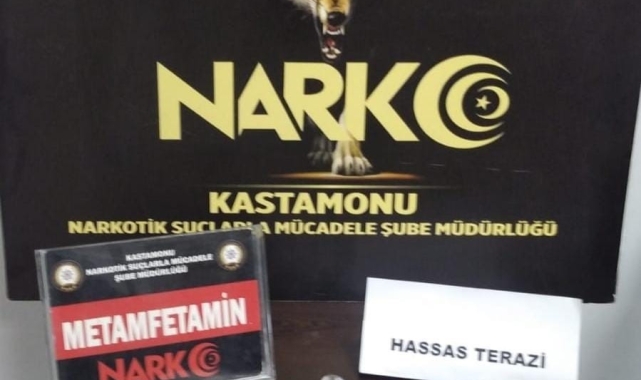 NARKO
KASTAMONU
NARKOTİK SUÇLARLA MÜCADELE ŞUBE MÜDÜRLÜĞÜ
KASTAMONU
NARKOTİK SUÇLARLA MÜCADELE
ŞUBE MÜDÜRLÜĞÜ
METAMFETAMİN
NARKO
HASSAS TERAZİ